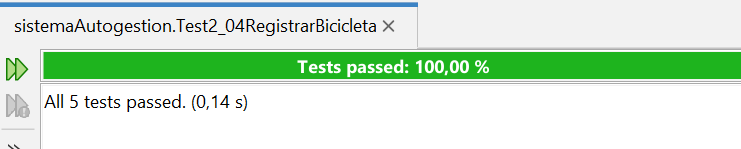 sistemaAutogestion.Test2_04RegistrarBicicleta
Tests passed: 100,00 %
All 5 tests passed. (0,14 s)